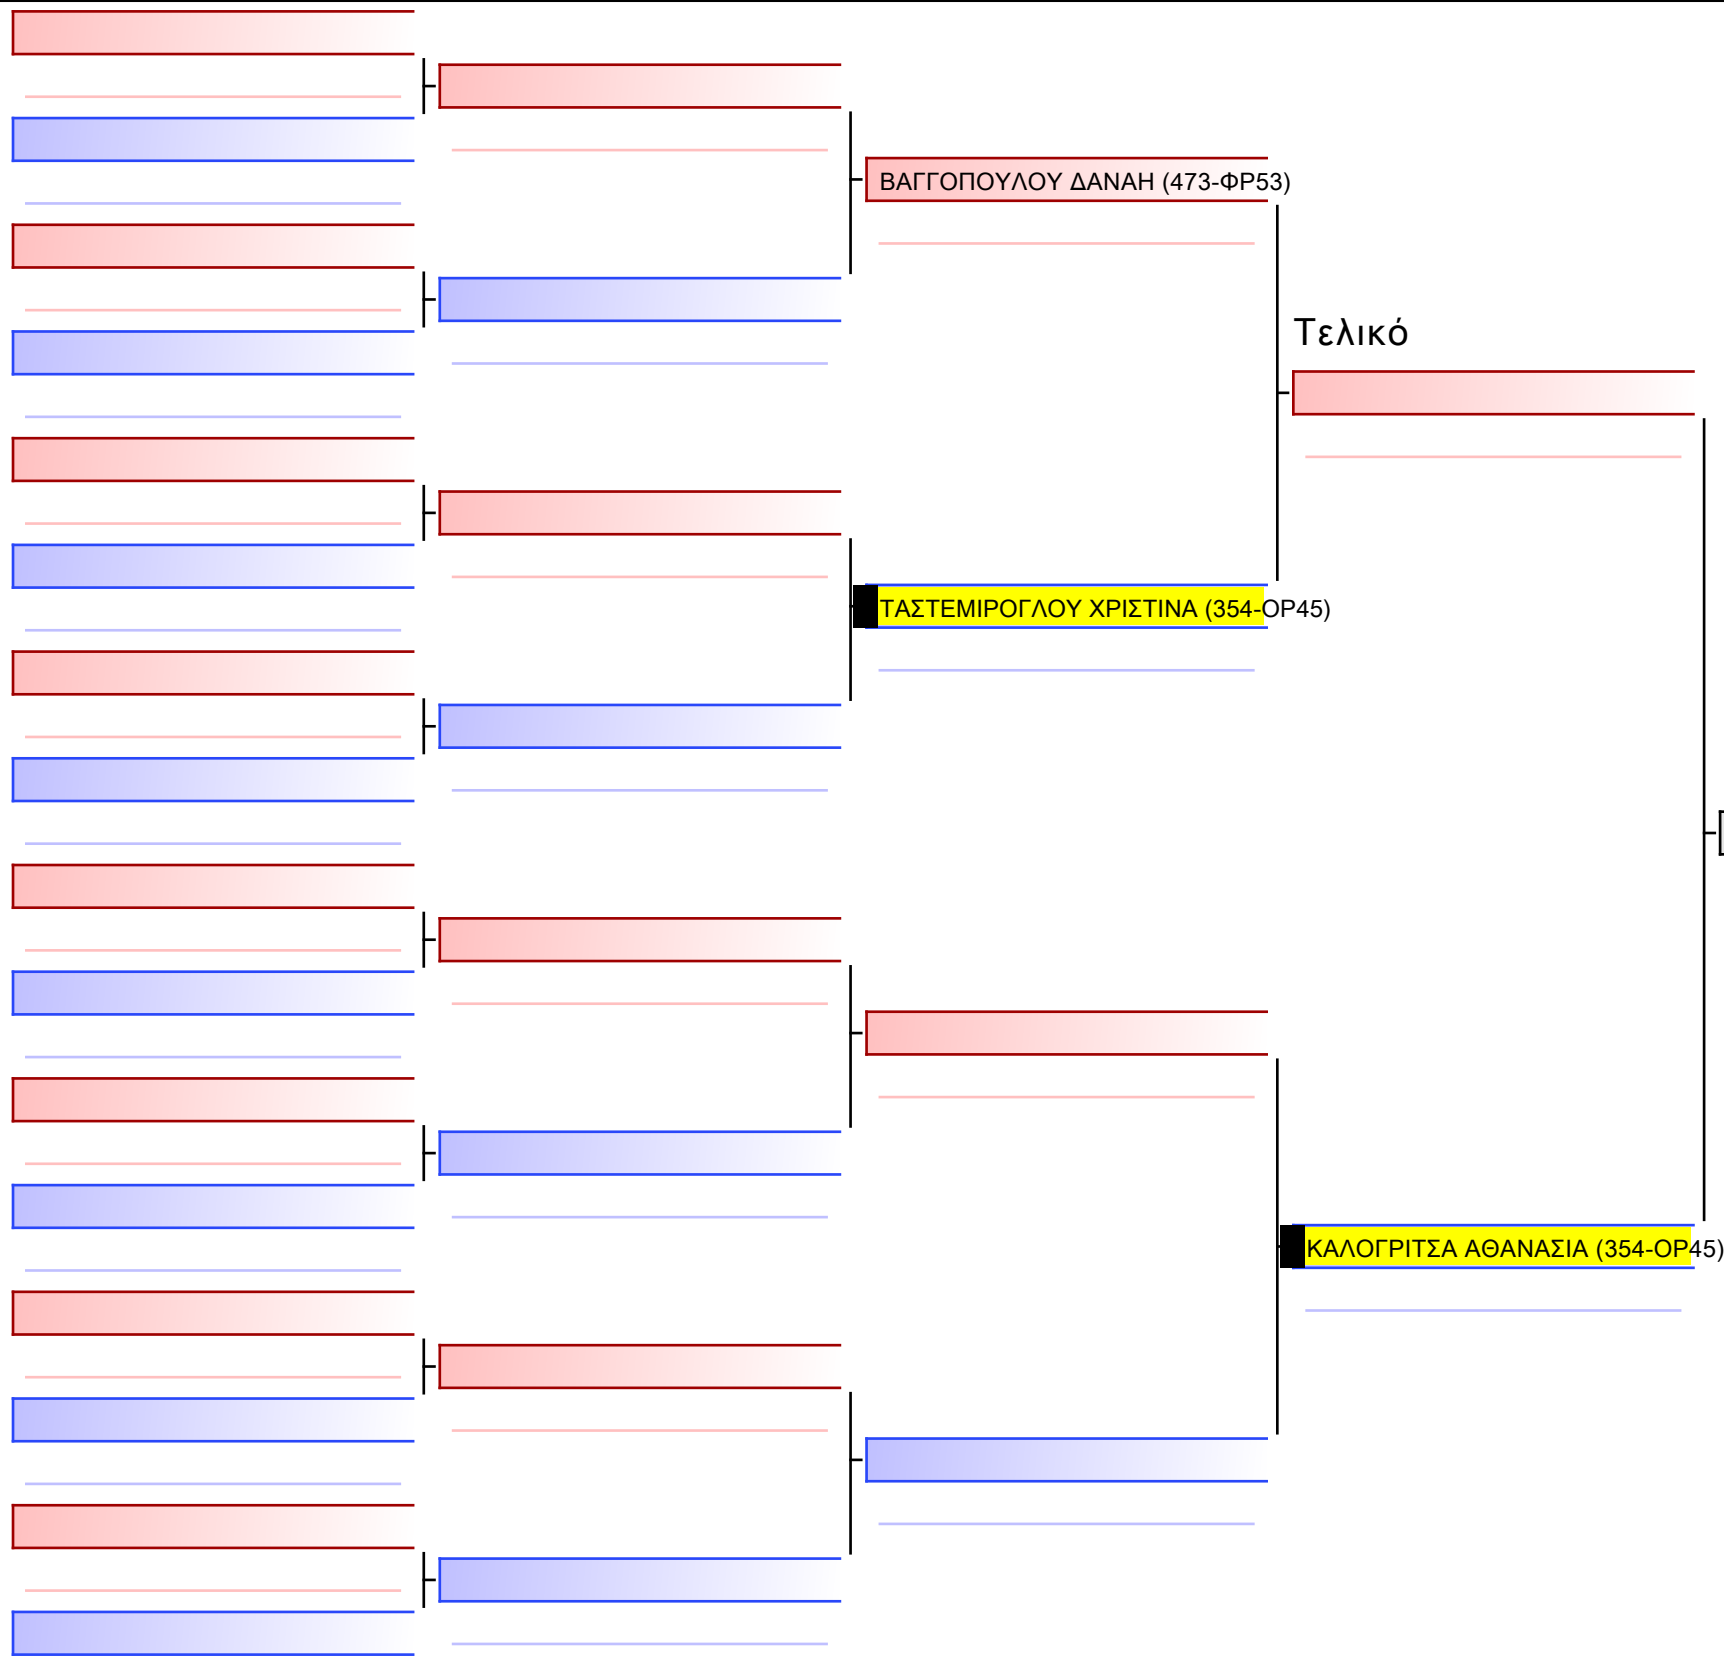 ΒΑΓΓΟΠΟΥΛΟΥ ΔΑΝΑΗ (473-ΦΡ53)
Τελικό
ΤΑΣΤΕΜΙΡΟΓΛΟΥ ΧΡΙΣΤΙΝΑ (354-ΟΡ45)
ΚΑΛΟΓΡΙΤΣΑ ΑΘΑΝΑΣΙΑ (354-ΟΡ45)